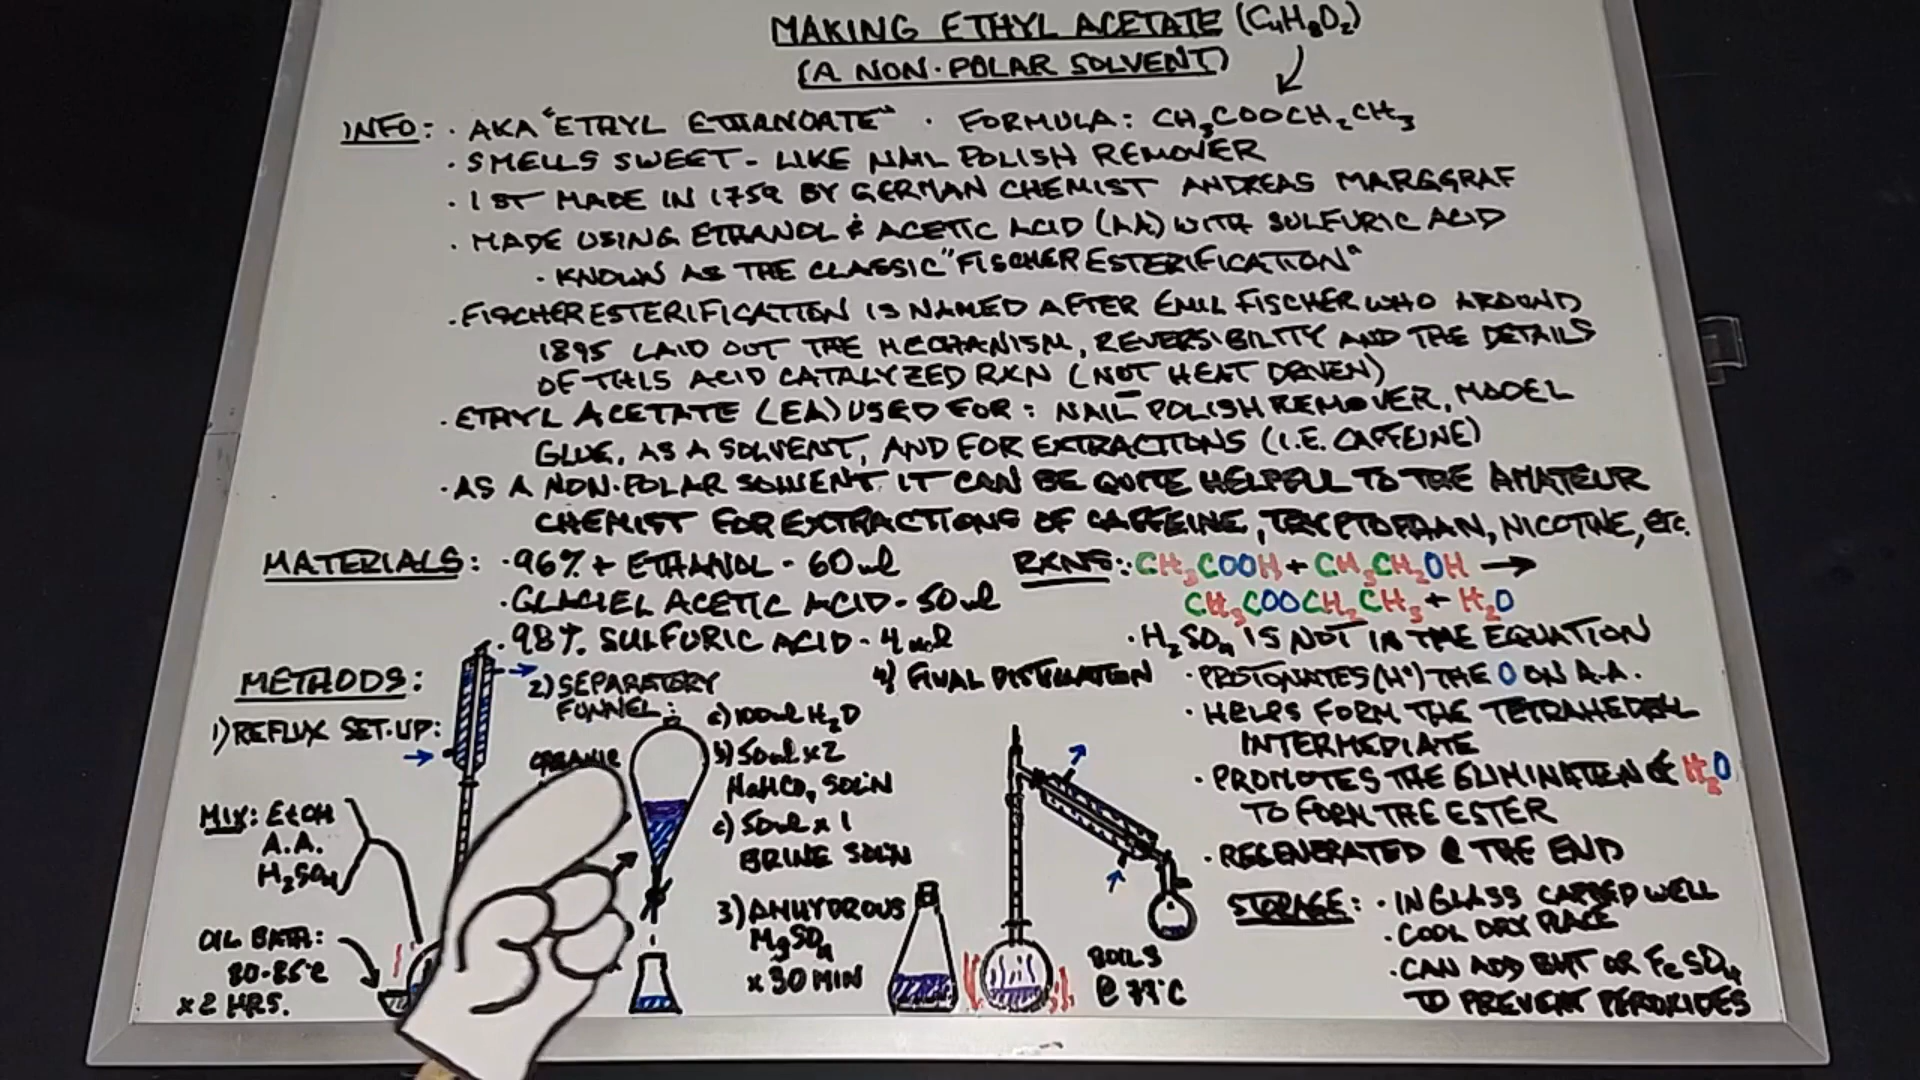 MAKING ETHYL ACETATE (C4H8O2)
(A NON-POLAR SOLVENT)
INFO: · AKA "ETHYL ETHANOATE" · FORMULA: CH3COOCH2CH3
· SMELLS SWEET - LIKE NAIL POLISH REMOVER
· 1ST MADE IN 1759 BY GERMAN CHEMIST ANDREAS MARGGRAF
· MADE USING ETHANOL & ACETIC ACID (AA) WITH SULFURIC ACID
· KNOWN AS THE CLASSIC "FISCHER ESTERIFICATION"
· FISCHER ESTERIFICATION IS NAMED AFTER EMIL FISCHER WHO AROUND
1895 LAID OUT THE MECHANISM, REVERSIBILITY AND THE DETAILS
OF THIS ACID CATALYZED RXN (NOT HEAT DRIVEN)
· ETHYL ACETATE (EA) USED FOR: NAIL POLISH REMOVER, MODEL
GLUE, AS A SOLVENT, AND FOR EXTRACTIONS (I.E. CAFFEINE)
· AS A NON-POLAR SOLVENT IT CAN BE QUITE HELPFUL TO THE AMATEUR
CHEMIST FOR EXTRACTIONS OF CAFFEINE, TRYPTOPHAN, NICOTINE, ETC.
MATERIALS: · 96%+ ETHANOL - 60ml
· GLACIEL ACETIC ACID - 50ml
· 98% SULFURIC ACID - 4ml
RXNS: CH3COOH + CH3CH2OH →
CH3COOCH2CH3 + H2O
· H2SO4 IS NOT IN THE EQUATION
· PROTONATES (H+) THE O ON A.A.
· HELPS FORM THE TETRAHEDRAL
INTERMEDIATE
· PROMOTES THE ELIMINATION OF H2O
TO FORM THE ESTER
· REGENERATED @ THE END
METHODS:
1) REFLUX SET-UP:
MIX: EtOH
A.A.
H2SO4
OIL BATH:
80-85°C
x 2 HRS.
2) SEPARATORY
FUNNEL:
ORGANIC
a) 100ml H2O
b) 50ml x 2
NaHCO3 SOL'N
c) 50ml x 1
BRINE SOL'N
3) ANHYDROUS
MgSO4
x 30 MIN
4) FINAL DISTILLATION
BOILS
@ 77°C
STORAGE: · IN GLASS CAPPED WELL
· COOL DRY PLACE
· CAN ADD BHT OR FeSO4
TO PREVENT PEROXIDES